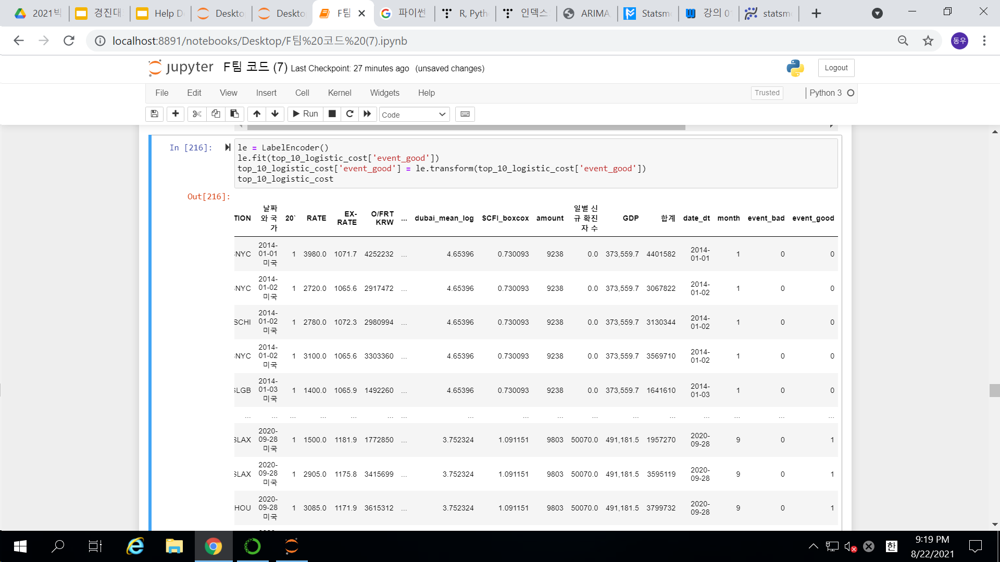 2021빅
경진대
Help D
Deskto
Deskto
F팀
파이썬
R, Pyth
인덱스
ARIMA
Statsm
강의 0
statsm
localhost:8891/notebooks/Desktop/F팀%20코드%20(7).ipynb
동우
jupyter F팀 코드 (7) Last Checkpoint: 27 minutes ago (unsaved changes)
Logout
File Edit View Insert Cell Kernel Widgets Help
Trusted
Python 3
Run
Code
In [216]:
le = LabelEncoder()
le.fit(top_10_logistic_cost['event_good'])
top_10_logistic_cost['event_good'] = le.transform(top_10_logistic_cost['event_good'])
top_10_logistic_cost
Out[216]:
TION 날짜와 국가 20` RATE EX-RATE O/FRT KRW ... dubai_mean_log SCFI_boxcox amount 일별 신규 확진자 수 GDP 합계 date_dt month event_bad event_good
NYC 2014-01-01 미국 1 3980.0 1071.7 4252232 ... 4.65396 0.730093 9238 0.0 373,559.7 4401582 2014-01-01 1 0 0
NYC 2014-01-02 미국 1 2720.0 1065.6 2917472 ... 4.65396 0.730093 9238 0.0 373,559.7 3067822 2014-01-02 1 0 0
SCHI 2014-01-02 미국 1 2780.0 1072.3 2980994 ... 4.65396 0.730093 9238 0.0 373,559.7 3130344 2014-01-02 1 0 0
NYC 2014-01-02 미국 1 3100.0 1065.6 3303360 ... 4.65396 0.730093 9238 0.0 373,559.7 3569710 2014-01-02 1 0 0
SLGB 2014-01-03 미국 1 1400.0 1065.9 1492260 ... 4.65396 0.730093 9238 0.0 373,559.7 1641610 2014-01-03 1 0 0
... ... ... ... ... ... ... ... ... ... ... ... ... ... ... ... ...
SLAX 2020-09-28 미국 1 1500.0 1181.9 1772850 ... 3.752324 1.091151 9803 50070.0 491,181.5 1957270 2020-09-28 9 0 1
SLAX 2020-09-28 미국 1 2905.0 1175.8 3415699 ... 3.752324 1.091151 9803 50070.0 491,181.5 3595119 2020-09-28 9 0 1
HOU 2020-09-28 미국 1 3085.0 1171.9 3615312 ... 3.752324 1.091151 9803 50070.0 491,181.5 3799732 2020-09-28 9 0 1
한
9:19 PM
8/22/2021